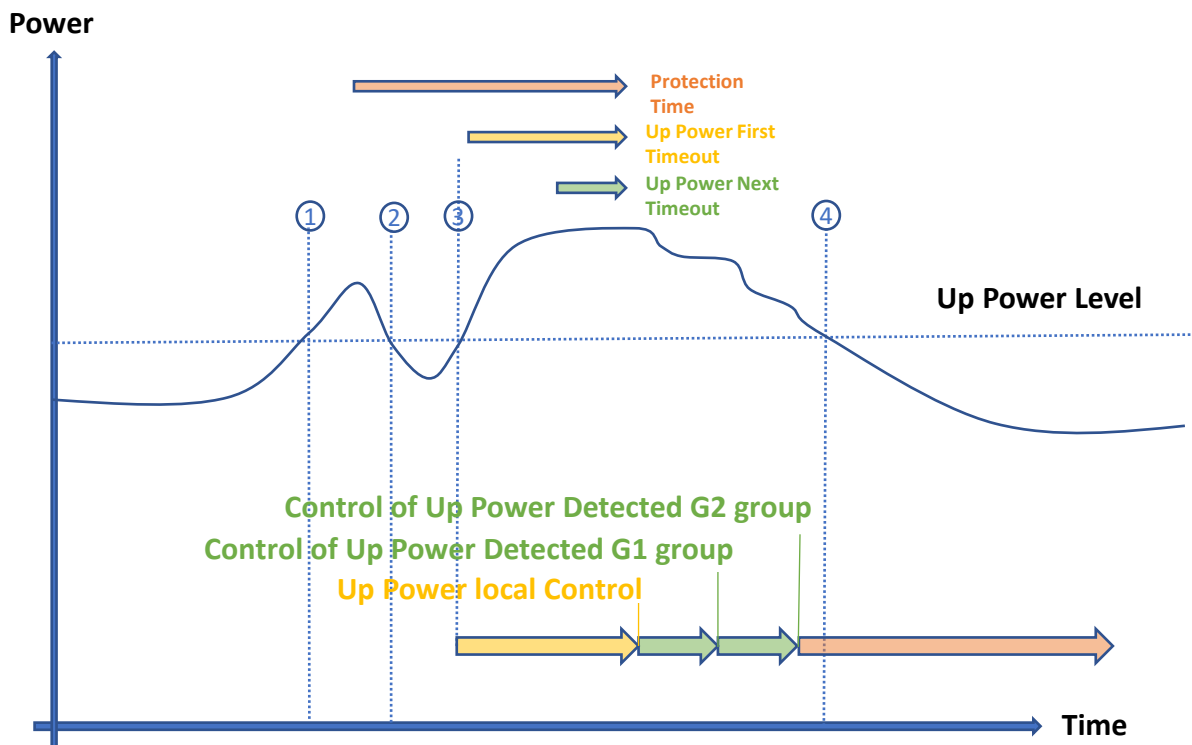 Power
Protection
Time
Up Power First
Timeout
Up Power Next
Timeout
1
2
3
4
Up Power Level
Control of Up Power Detected G2 group
Control of Up Power Detected G1 group
Up Power local Control
Time